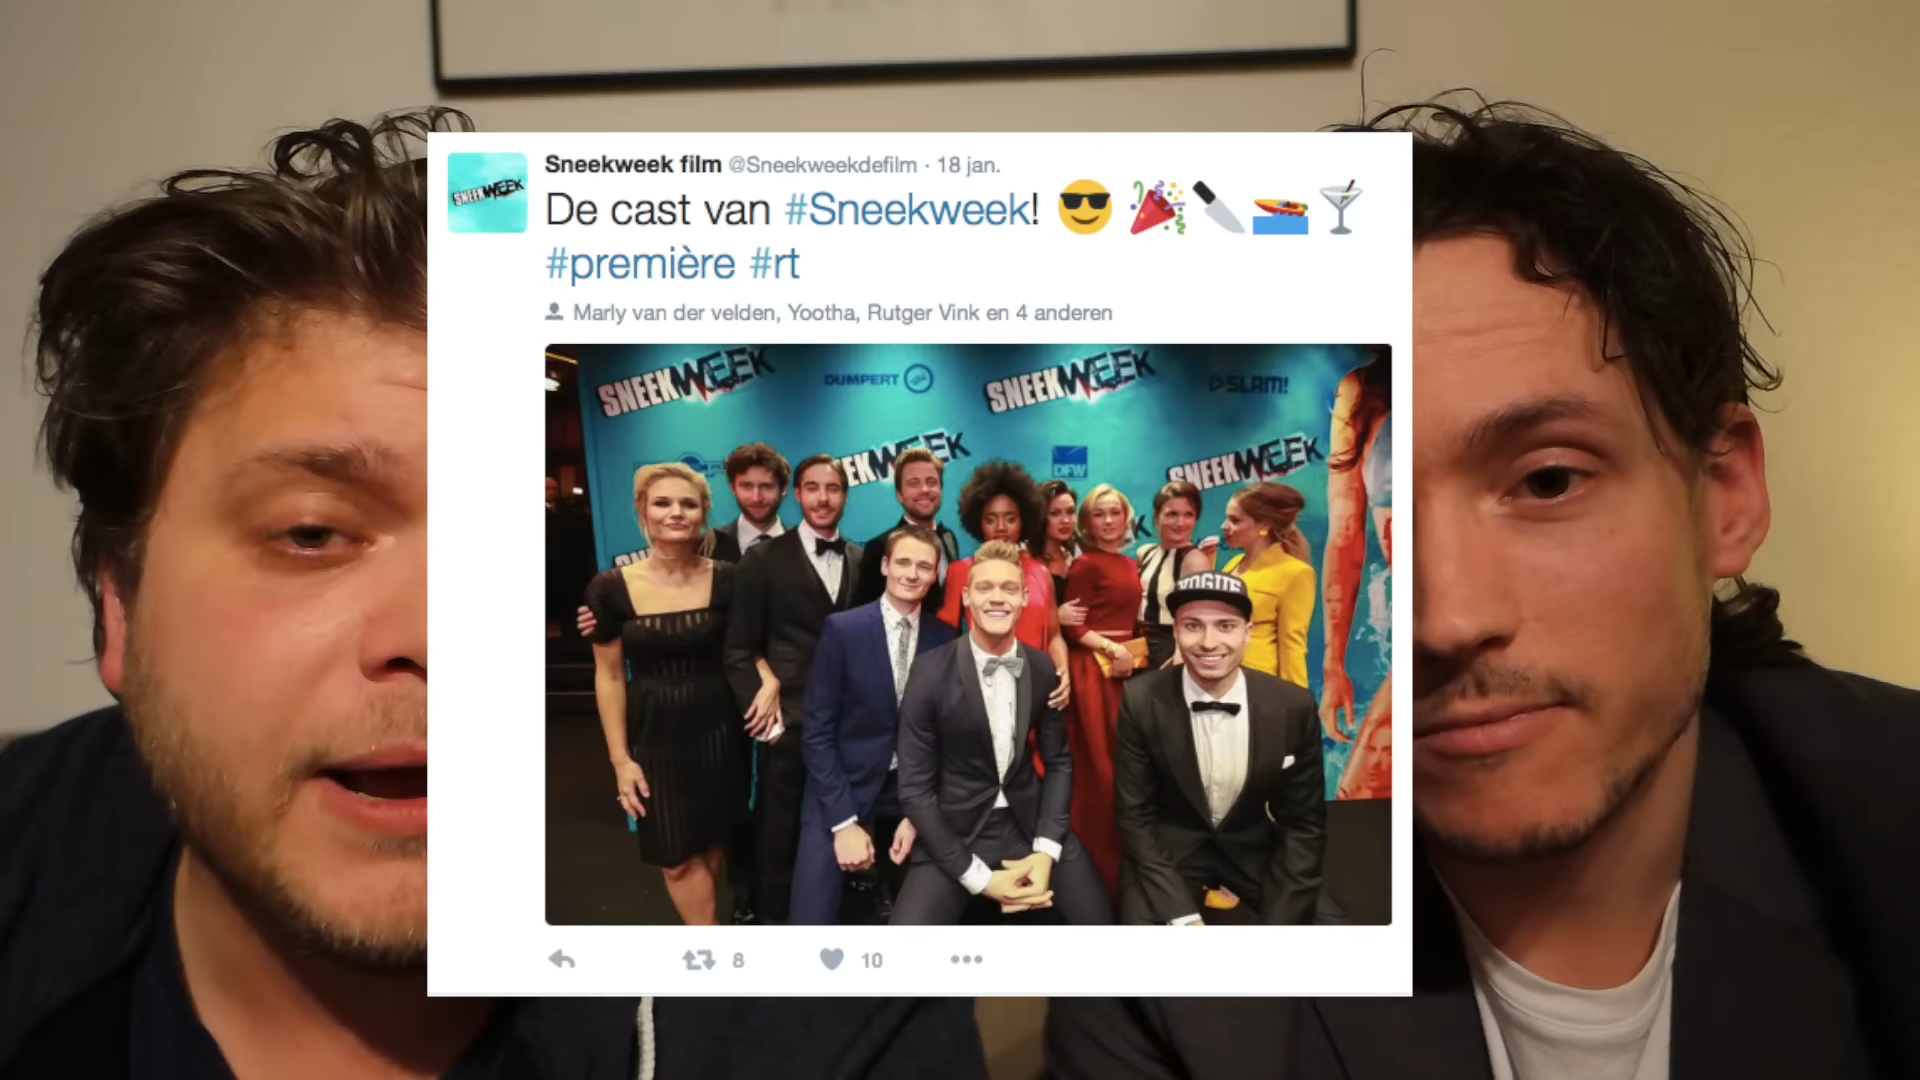 Sneekweek film @Sneekweekdefilm · 18 jan.
De cast van #Sneekweek! 😎 🎉🔪🚤🍸
#première #rt
Marly van der velden, Yootha, Rutger Vink en 4 anderen
SNEEKWEEK
SNEEKWEEK
DUMPERT
SNEEKWEEK
SLAM!
EKWEEK
DFW
SNEEKWEEK
VOGUE
8
10